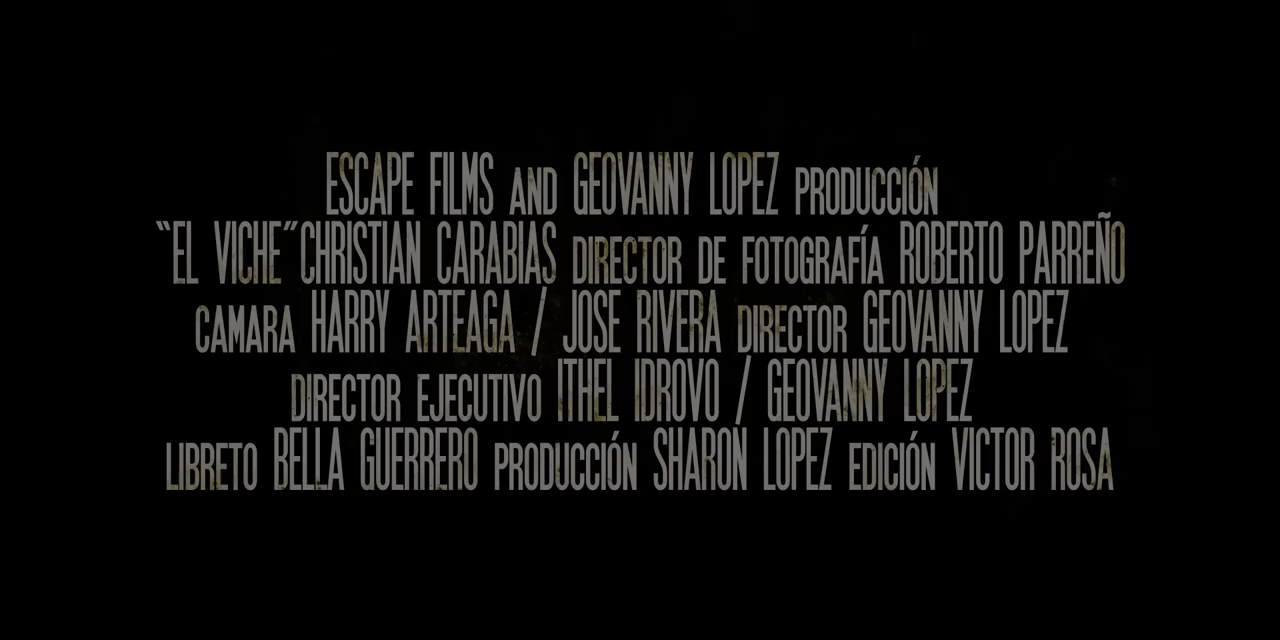 ESCAPE FILMS AND GEOVANNY LOPEZ PRODUCCIÓN
“EL VICHE” CHRISTIAN CARABIAS DIRECTOR DE FOTOGRAFÍA ROBERTO PARREÑO
CAMARA HARRY ARTEAGA / JOSE RIVERA DIRECTOR GEOVANNY LOPEZ
DIRECTOR EJECUTIVO ITHEL IDROVO / GEOVANNY LOPEZ
LIBRETO BELLA GUERRERO PRODUCCIÓN SHARON LOPEZ EDICIÓN VICTOR ROSA